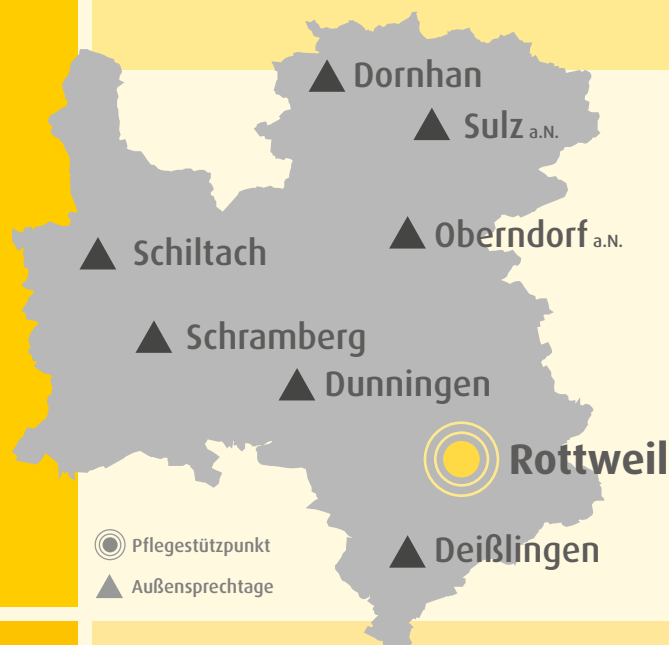 Dornhan
Sulz a.N.
Oberndorf a.N.
Schiltach
Schramberg
Dunningen
Rottweil
Deißlingen
Pflegestützpunkt
Außensprechtage